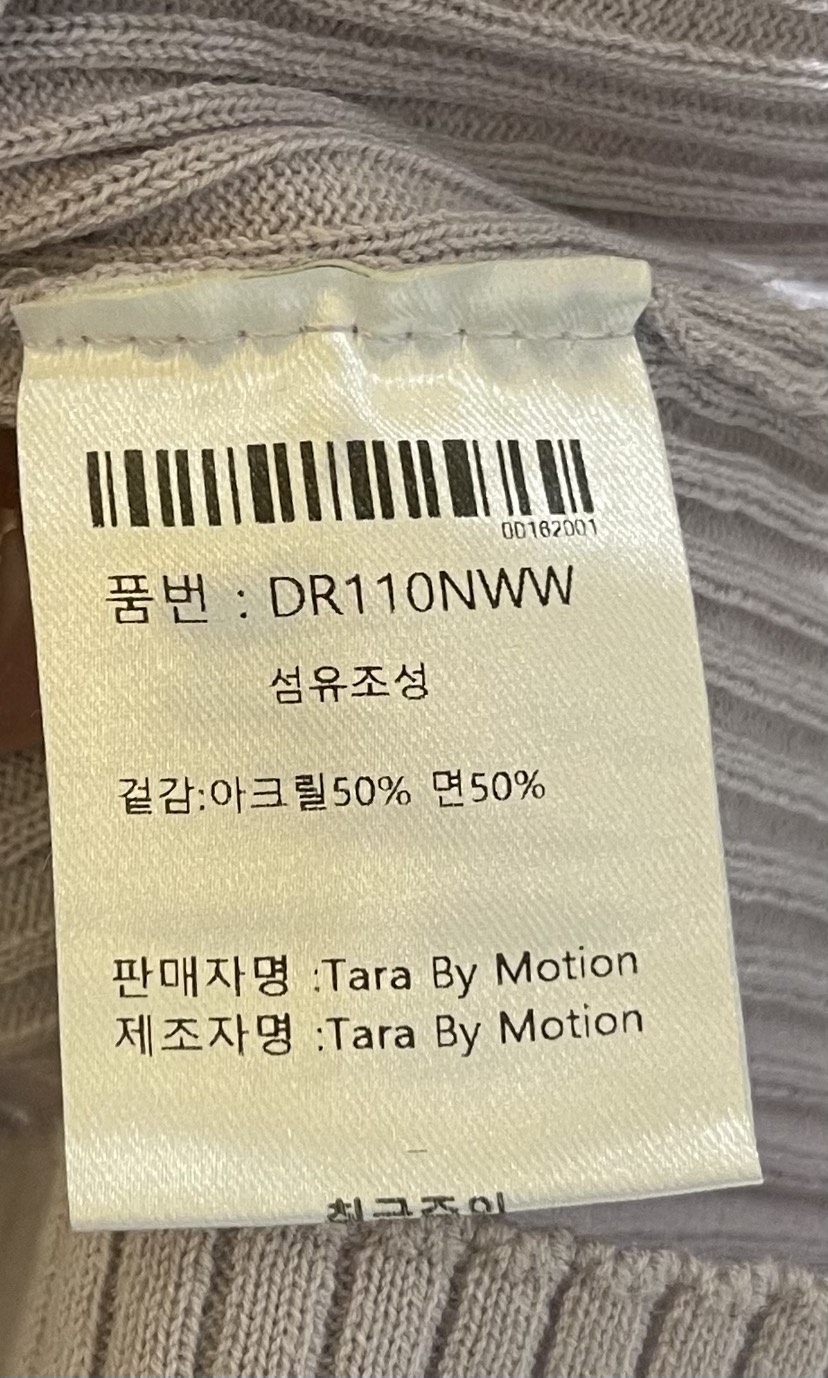 00162001
품번 : DR110NWW
섬유조성
겉감:아크릴50% 면50%
판매자명 :Tara By Motion
제조자명 :Tara By Motion